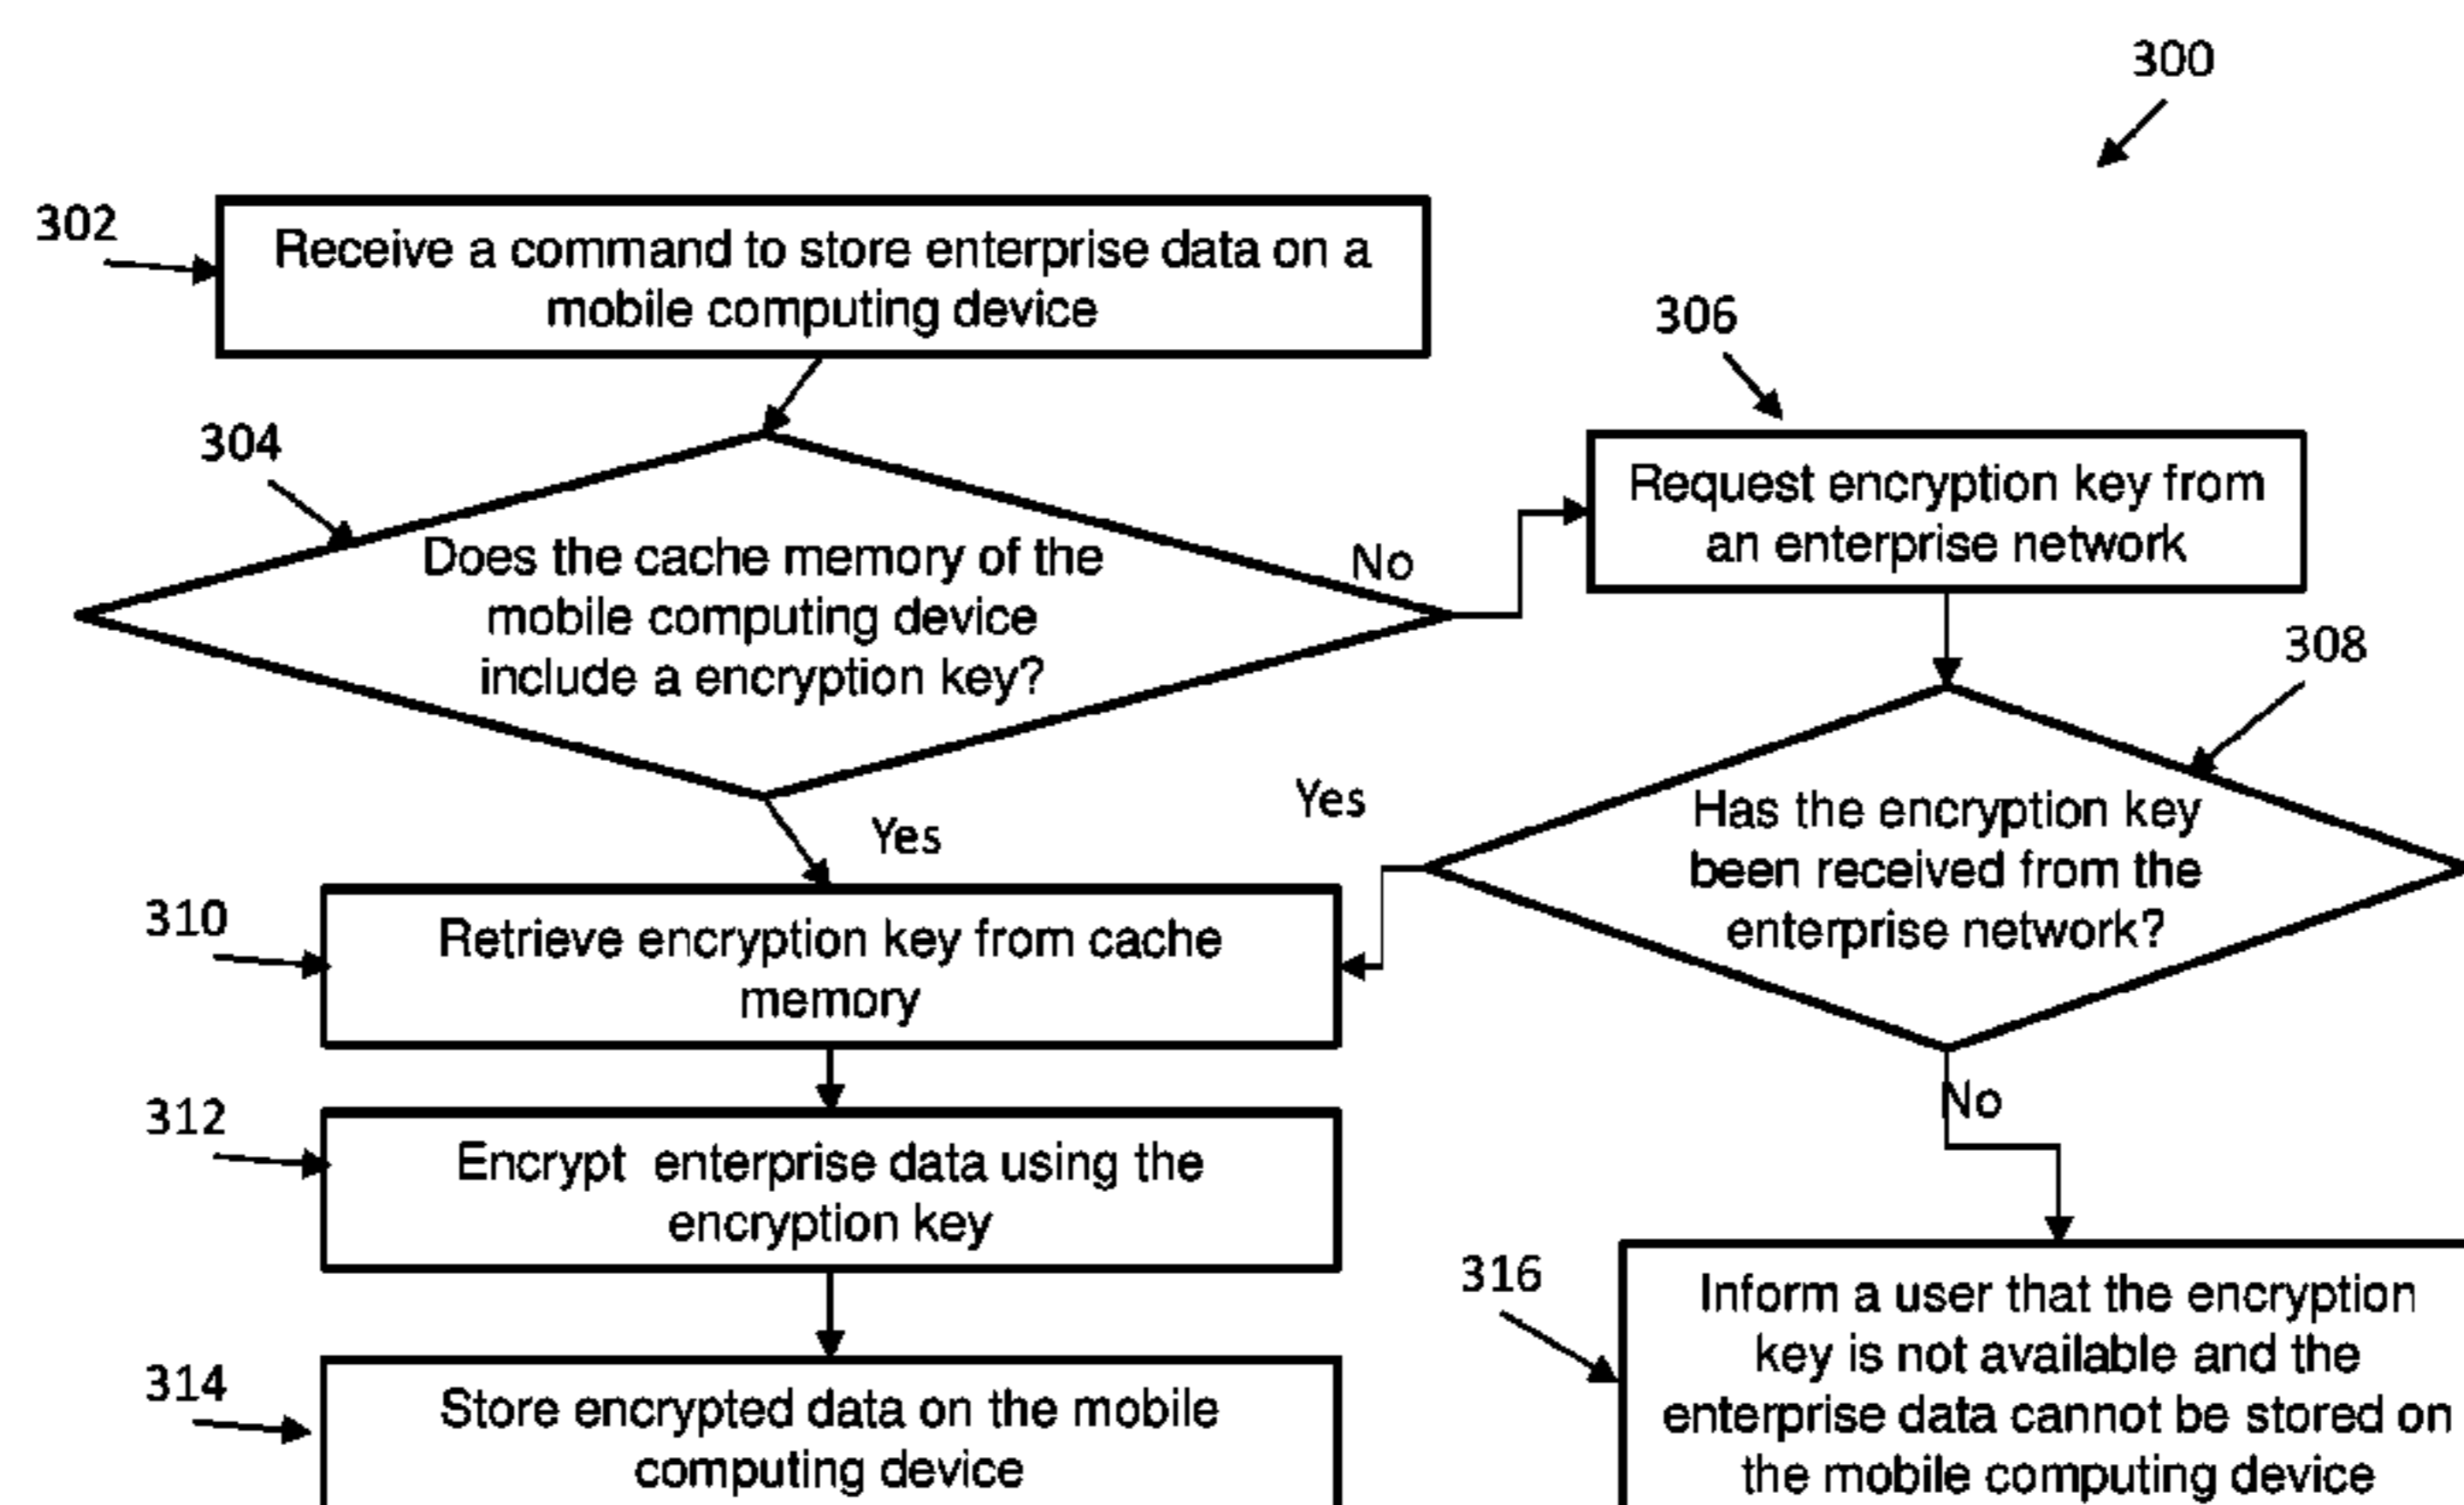 300
302
Receive a command to store enterprise data on a
mobile computing device
304
Does the cache memory of the
mobile computing device
include a encryption key?
No
306
Request encryption key from
an enterprise network
308
Has the encryption key
been received from the
enterprise network?
Yes
Yes
No
310
Retrieve encryption key from cache
memory
312
Encrypt enterprise data using the
encryption key
314
Store encrypted data on the mobile
computing device
316
Inform a user that the encryption
key is not available and the
enterprise data cannot be stored on
the mobile computing device